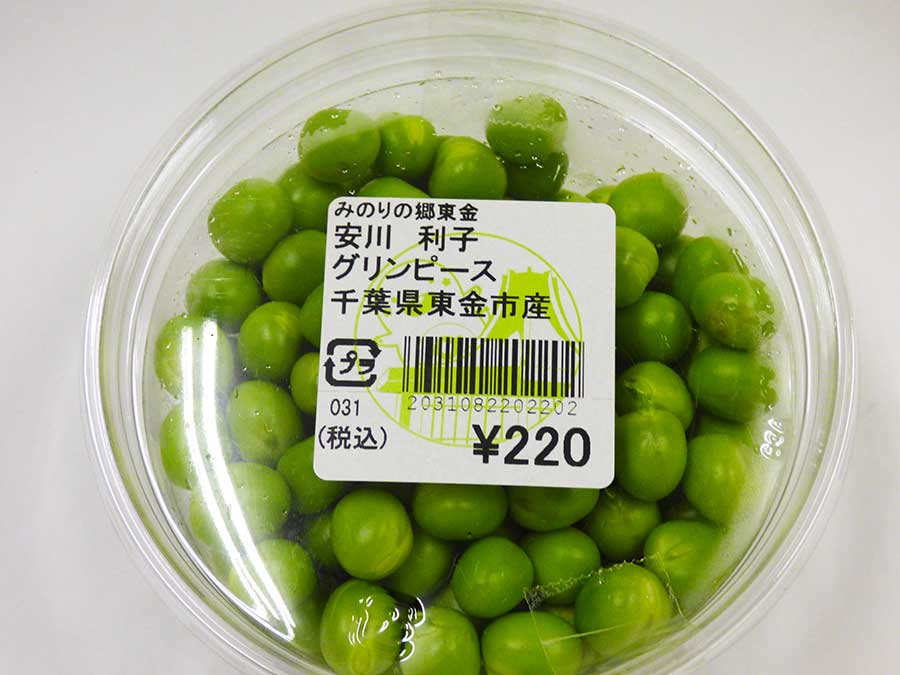 みのりの郷東金
安川 利子
グリンピース
千葉県東金市産
プラ
2031082202202
031
(税込) ¥220